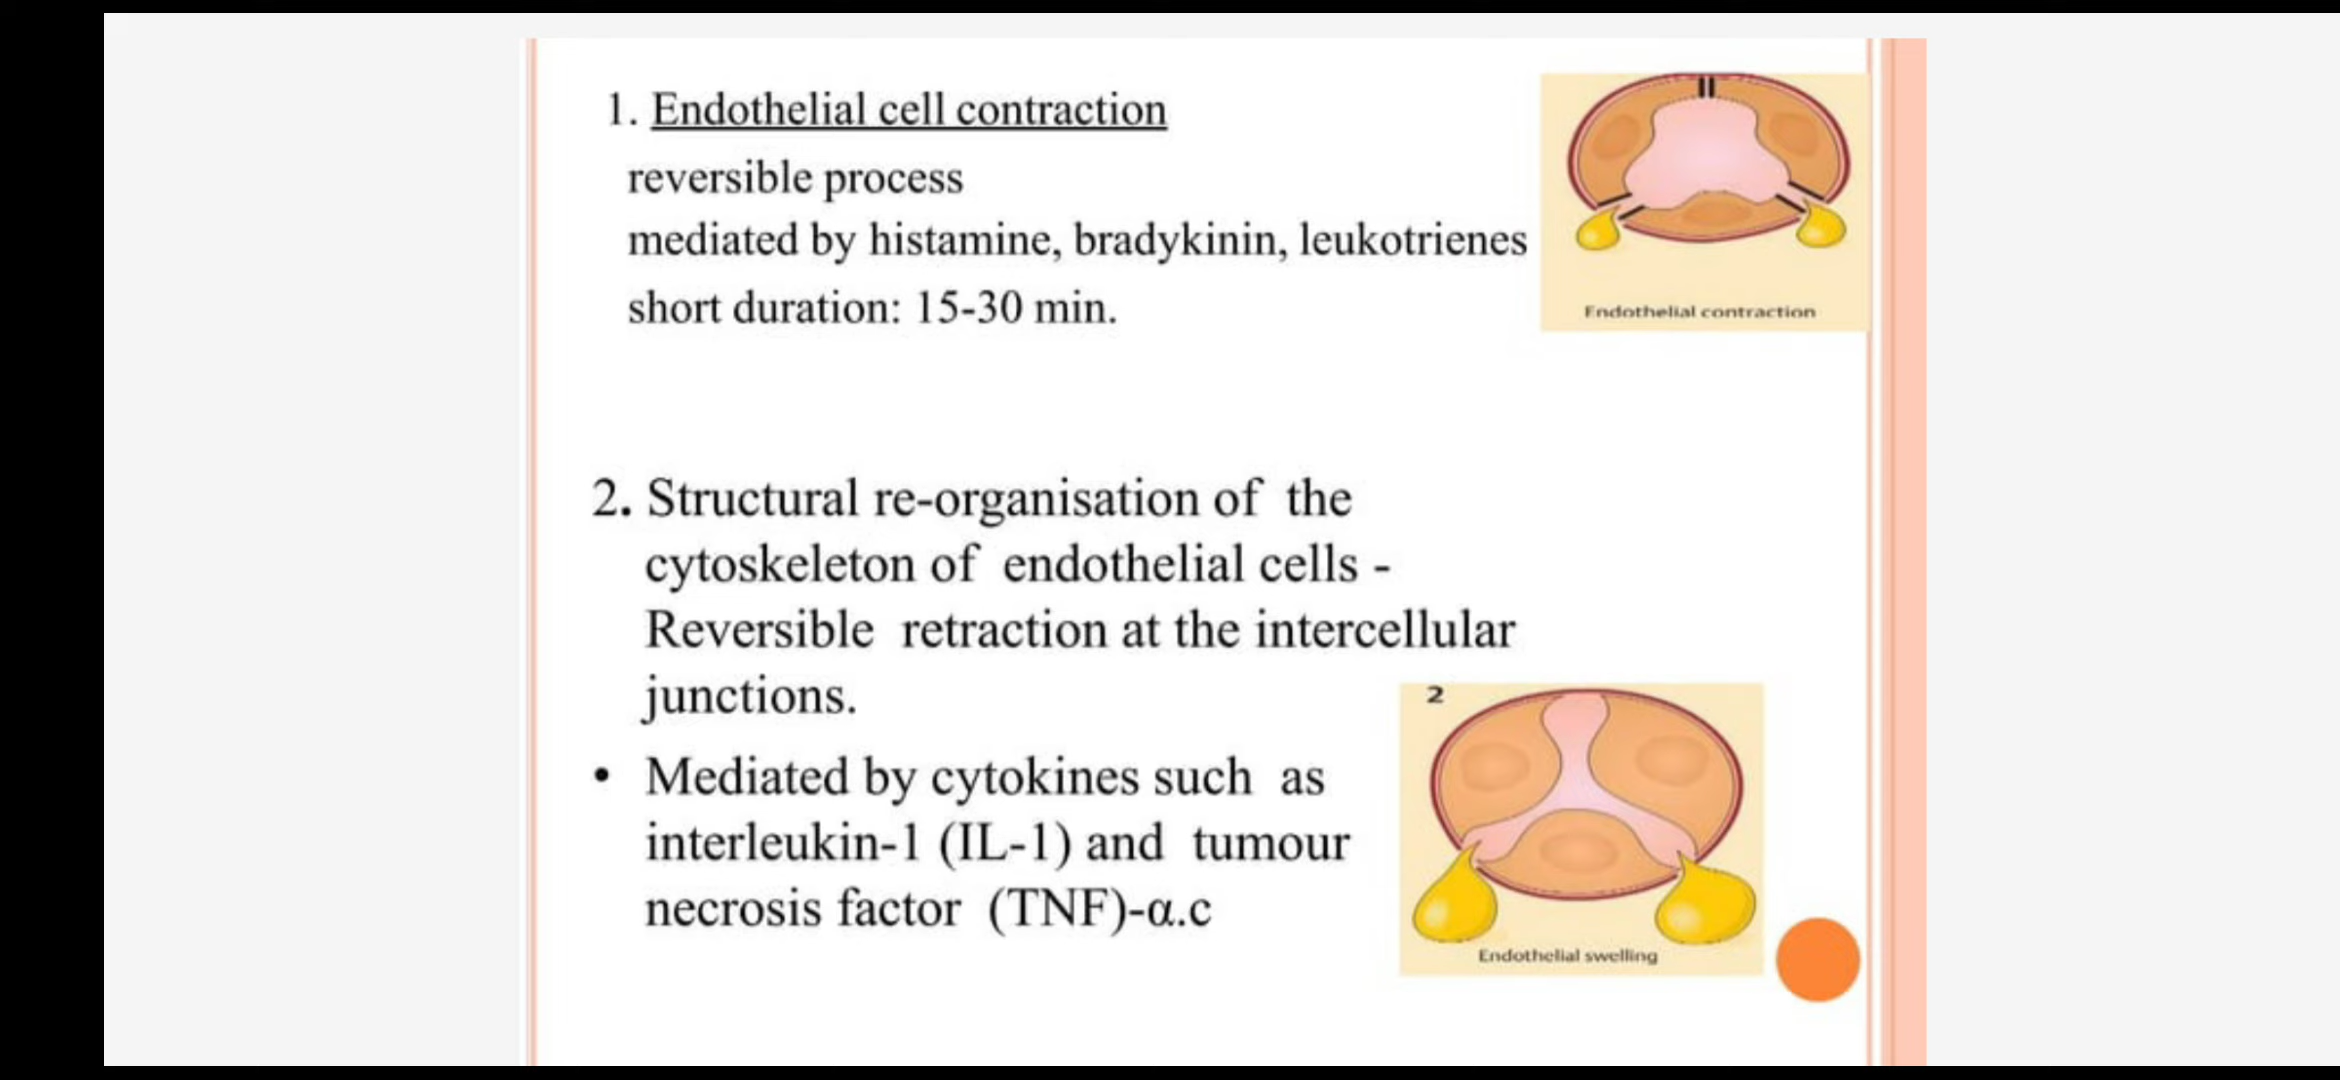 1. Endothelial cell contraction
reversible process
mediated by histamine, bradykinin, leukotrienes
short duration: 15-30 min.
Endothelial contraction
2. Structural re-organisation of the
cytoskeleton of endothelial cells -
Reversible retraction at the intercellular
junctions.
• Mediated by cytokines such as
interleukin-1 (IL-1) and tumour
necrosis factor (TNF)-α.c
2
Endothelial swelling